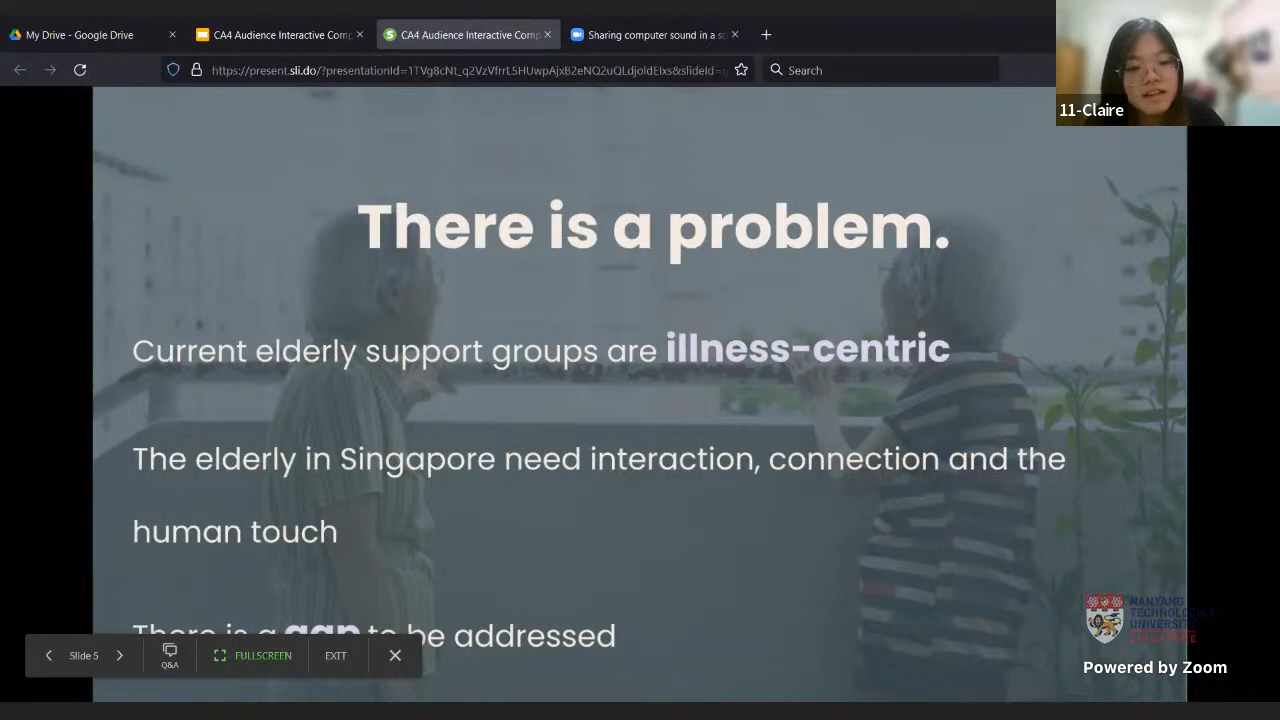 My Drive - Google Drive
CA4 Audience Interactive Comp
CA4 Audience Interactive Comp
Sharing computer sound in a sc
Search
11-Claire
There is a problem.
Current elderly support groups are illness-centric
The elderly in Singapore need interaction, connection and the
human touch
There is a gap to be addressed
Slide 5
Q&A
FULLSCREEN
EXIT
NANYANG
TECHNOLOGICAL
UNIVERSITY
SINGAPORE
Powered by Zoom